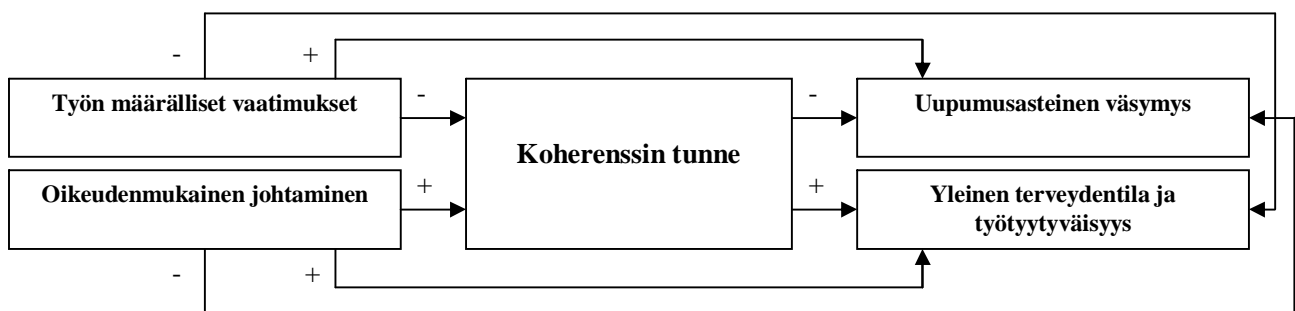 - +
Työn määrälliset vaatimukset
-
Koherenssin tunne
-
Uupumusasteinen väsymys
Oikeudenmukainen johtaminen
+
+
Yleinen terveydentila ja
työtyytyväisyys
- +